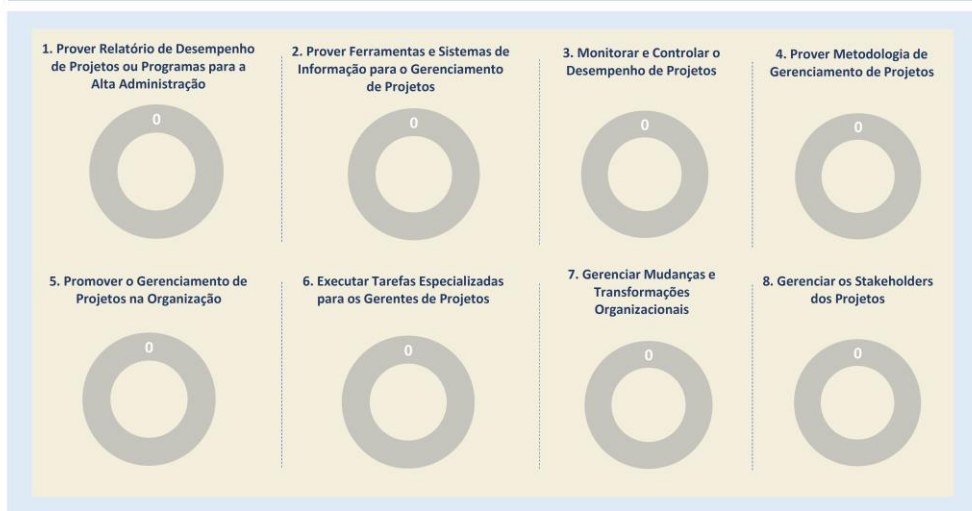 1. Prover Relatório de Desempenho
de Projetos ou Programas para a
Alta Administração
0
2. Prover Ferramentas e Sistemas de
Informação para o Gerenciamento
de Projetos
0
3. Monitorar e Controlar o
Desempenho de Projetos
0
4. Prover Metodologia de
Gerenciamento de Projetos
0
5. Promover o Gerenciamento de
Projetos na Organização
0
6. Executar Tarefas Especializadas
para os Gerentes de Projetos
0
7. Gerenciar Mudanças e
Transformações
Organizacionais
0
8. Gerenciar os Stakeholders
dos Projetos
0